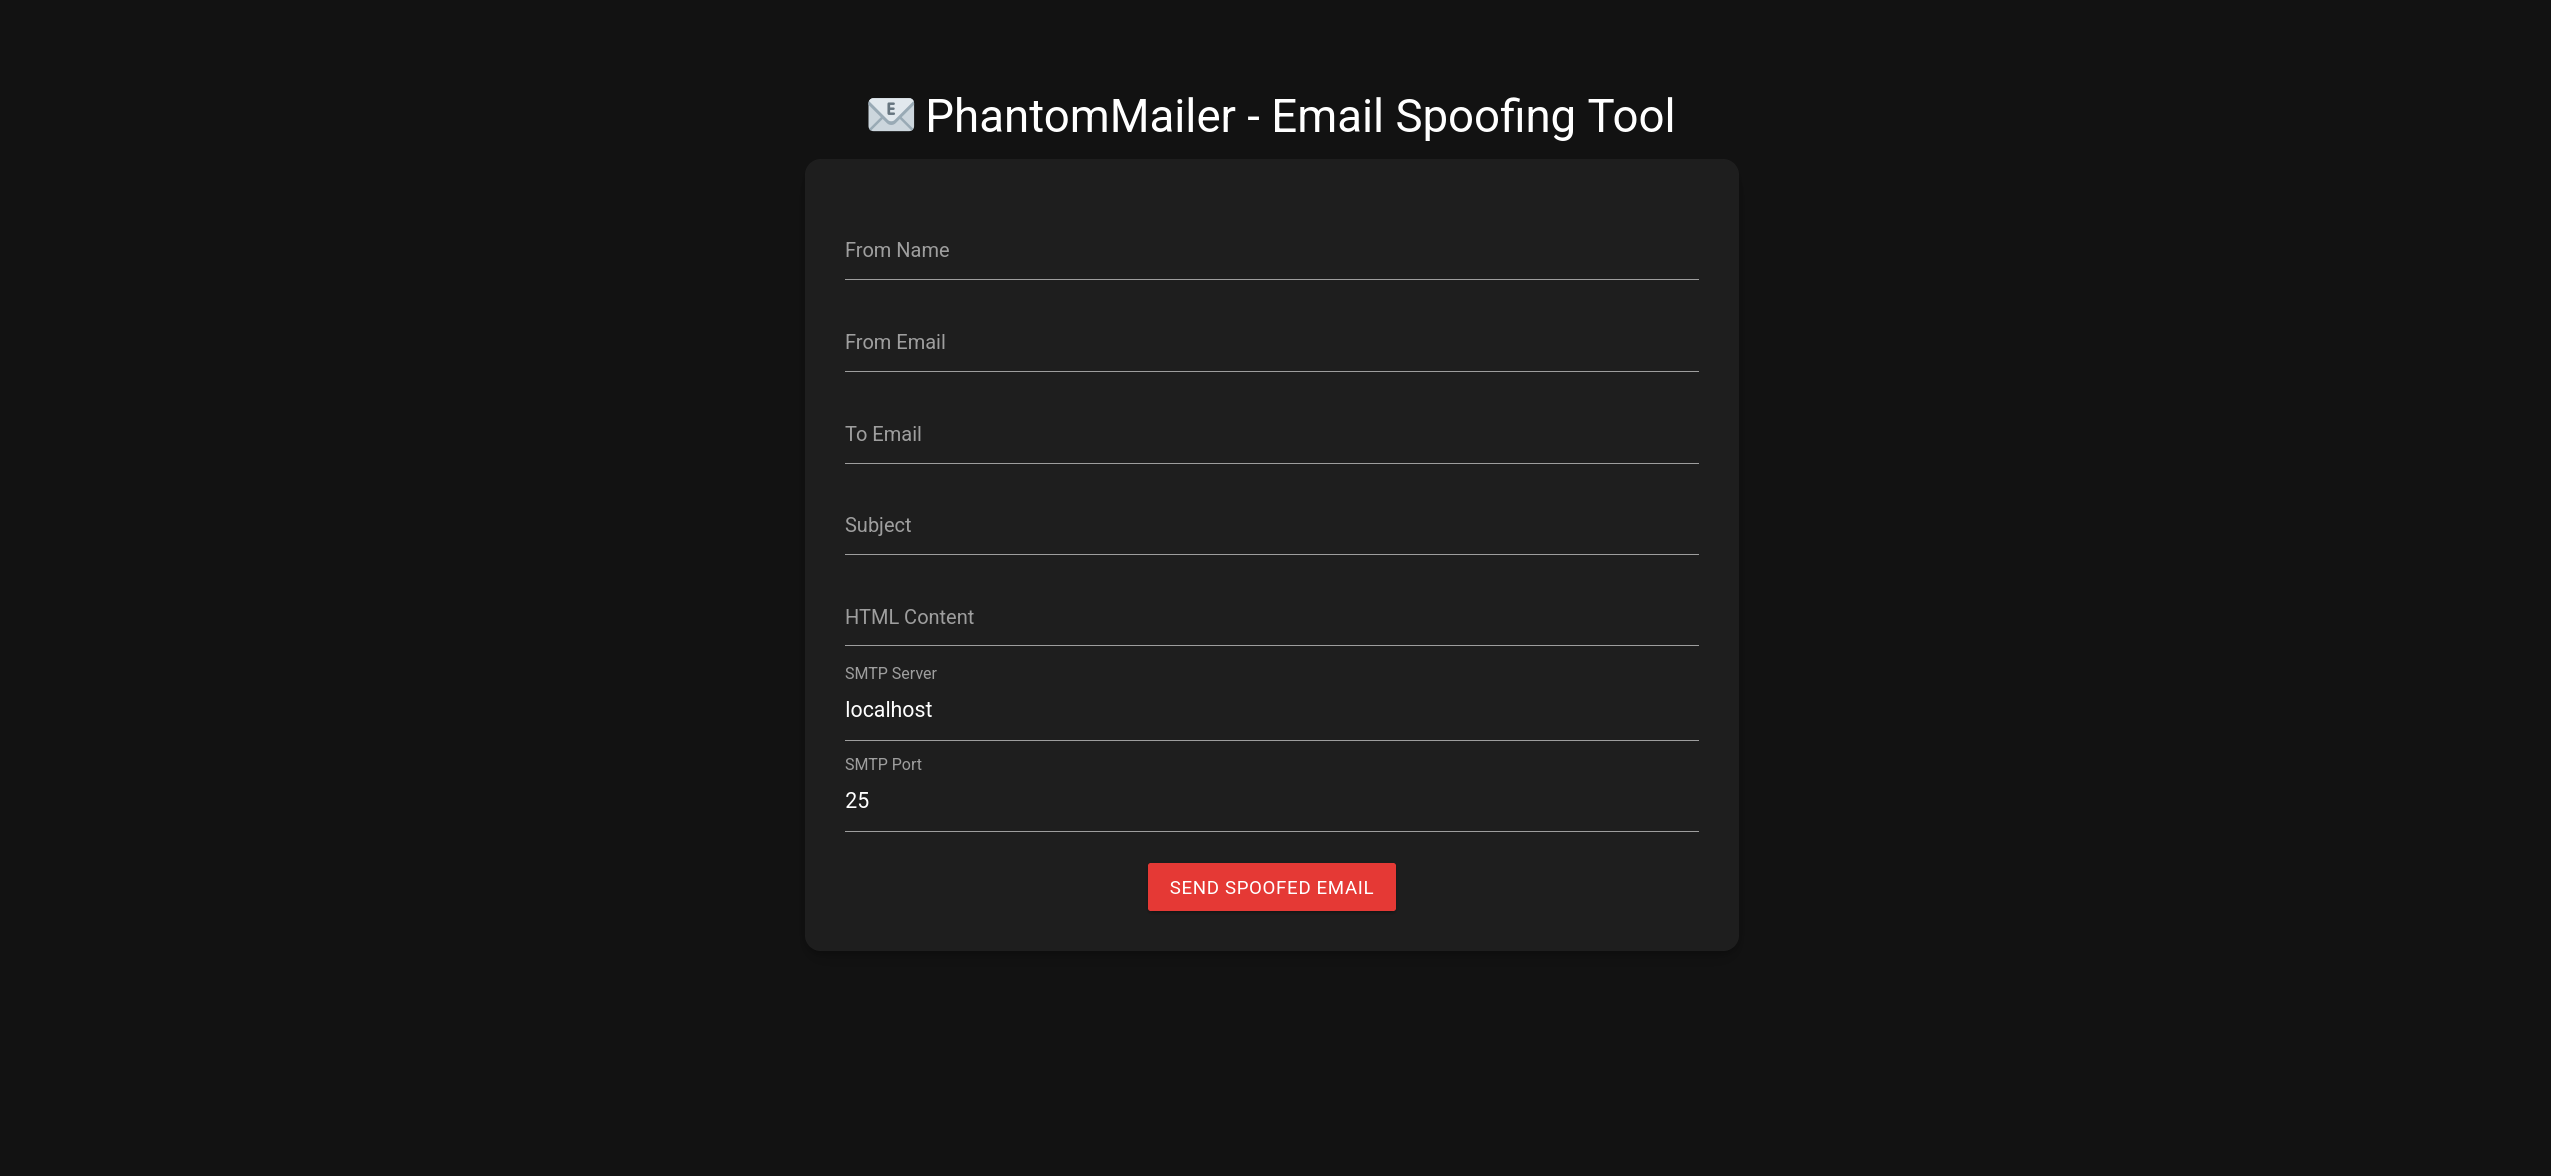 PhantomMailer - Email Spoofing Tool
From Name
From Email
To Email
Subject
HTML Content
SMTP Server
localhost
SMTP Port
25
SEND SPOOFED EMAIL